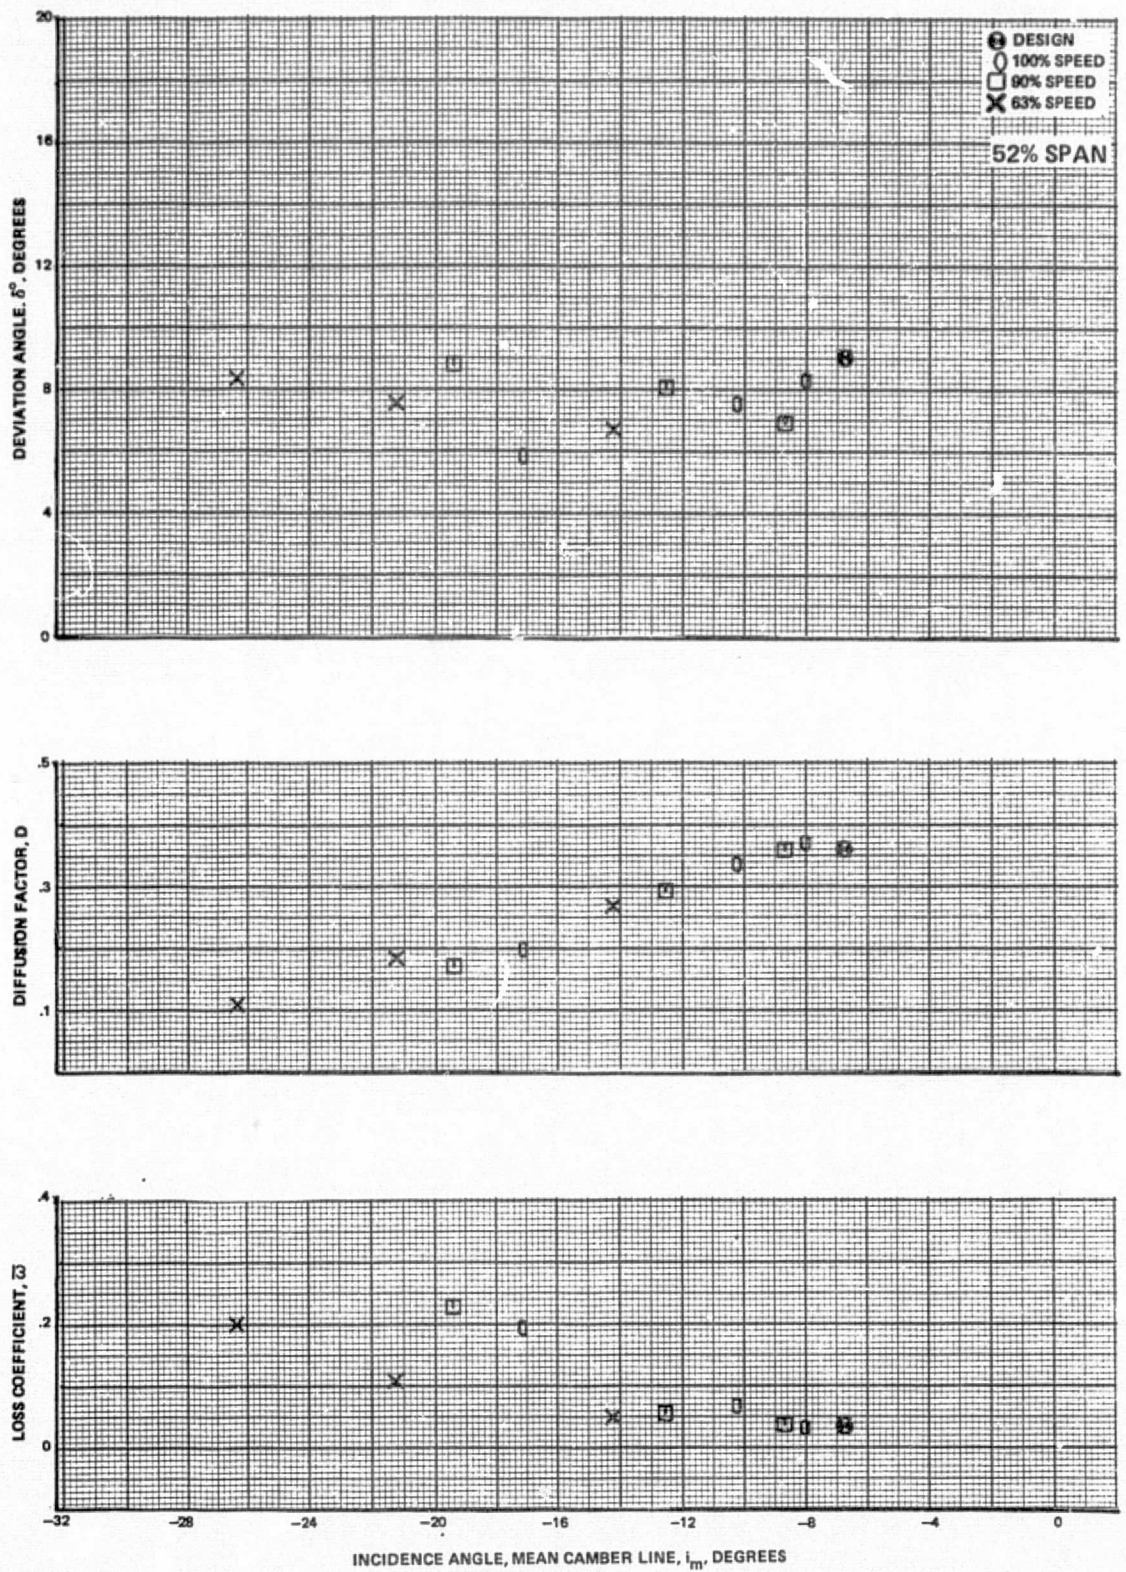 DESIGN
100% SPEED
90% SPEED
63% SPEED
52% SPAN
20
16
12
8
4
0
DEVIATION ANGLE, δ°, DEGREES
.5
.3
.1
DIFFUSION FACTOR, D
.4
.2
0
LOSS COEFFICIENT, ω̅
−32
−28
−24
−20
−16
−12
−8
−4
0
INCIDENCE ANGLE, MEAN CAMBER LINE, iₘ, DEGREES